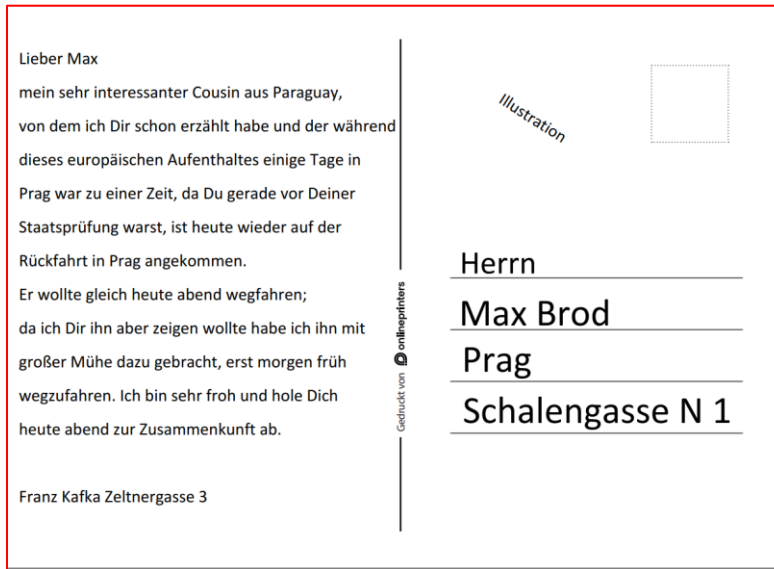 Lieber Max
mein sehr interessanter Cousin aus Paraguay,
von dem ich Dir schon erzählt habe und der während
dieses europäischen Aufenthaltes einige Tage in
Prag war zu einer Zeit, da Du gerade vor Deiner
Staatsprüfung warst, ist heute wieder auf der
Rückfahrt in Prag angekommen.
Er wollte gleich heute abend wegfahren;
da ich Dir ihn aber zeigen wollte habe ich ihn mit
großer Mühe dazu gebracht, erst morgen früh
wegzufahren. Ich bin sehr froh und hole Dich
heute abend zur Zusammenkunft ab.
Franz Kafka Zeltnergasse 3
Gedruckt von onlineprinters
Illustration
Herrn
Max Brod
Prag
Schalengasse N 1